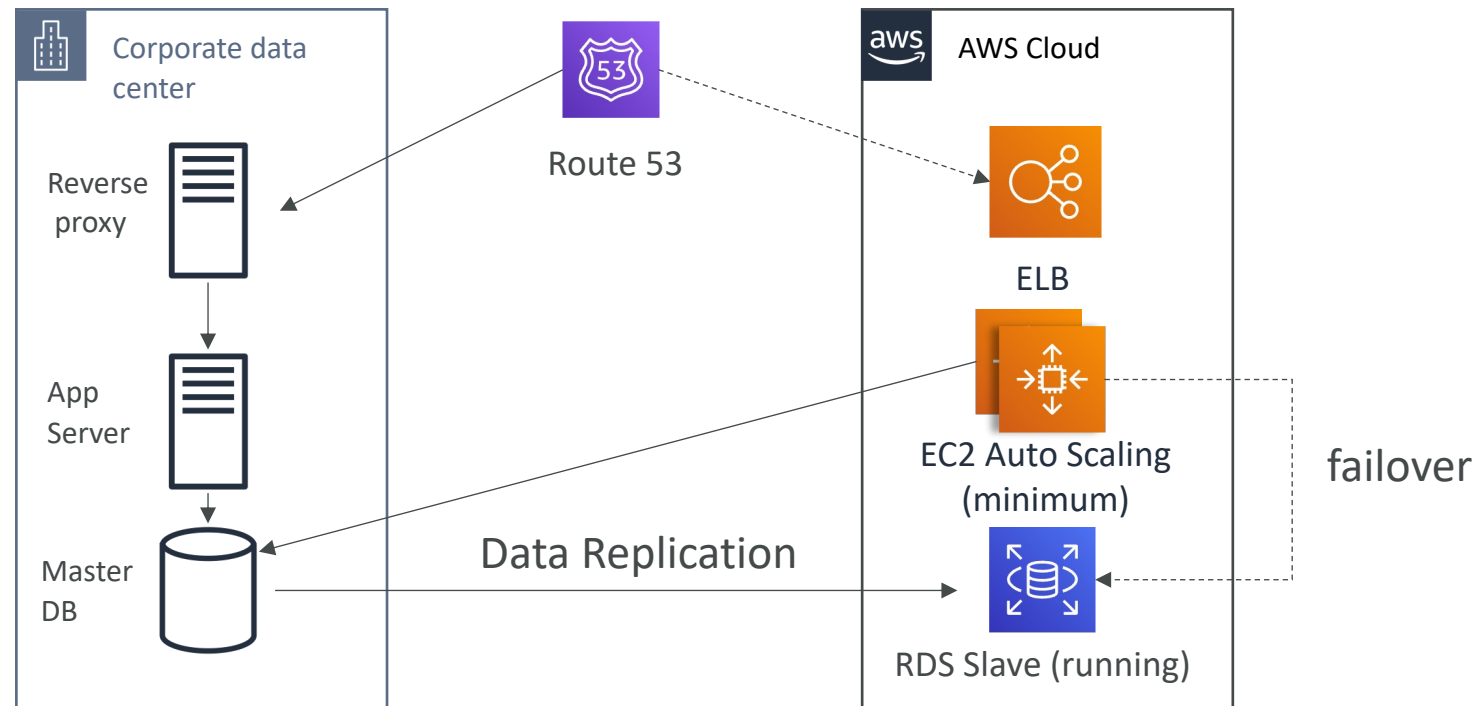 Corporate data
center
53
Route 53
aws
AWS Cloud
Reverse
proxy
ELB
App
Server
EC2 Auto Scaling
(minimum)
failover
Data Replication
Master
DB
RDS Slave (running)